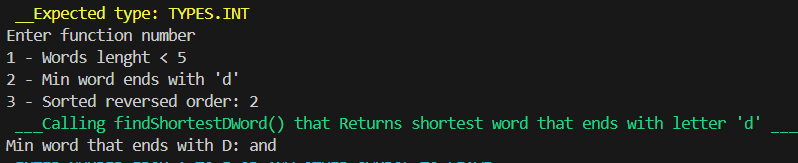 __Expected type: TYPES.INT
Enter function number
1 - Words lenght < 5
2 - Min word ends with 'd'
3 - Sorted reversed order: 2
___Calling findShortestDWord() that Returns shortest word that ends with letter 'd' ___
Min word that ends with D: and